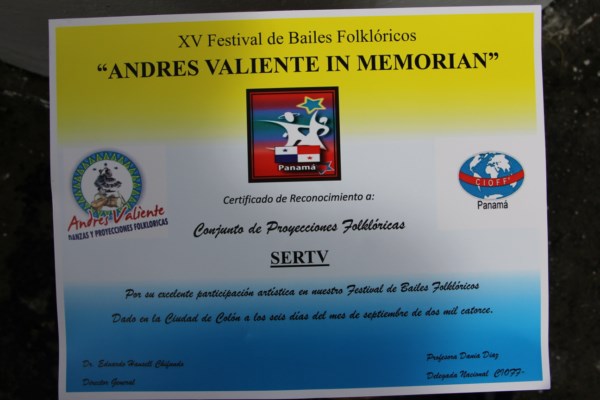 XV Festival de Bailes Folklóricos
“ANDRES VALIENTE IN MEMORIAN”
Panamá
Andres Valiente
DANZAS Y PROYECCIONES FOLKLORICAS
CIOFF
Panamá
Certificado de Reconocimiento a:
Conjunto de Proyecciones Folklóricas
SERTV
Por su excelente participación artística en nuestro Festival de Bailes Folklóricos
Dado en la Ciudad de Colón a los seis días del mes de septiembre de dos mil catorce.
Dr. Edoardo
Director General
Profesora Dania Díaz
Delegada Nacional CIOFF-